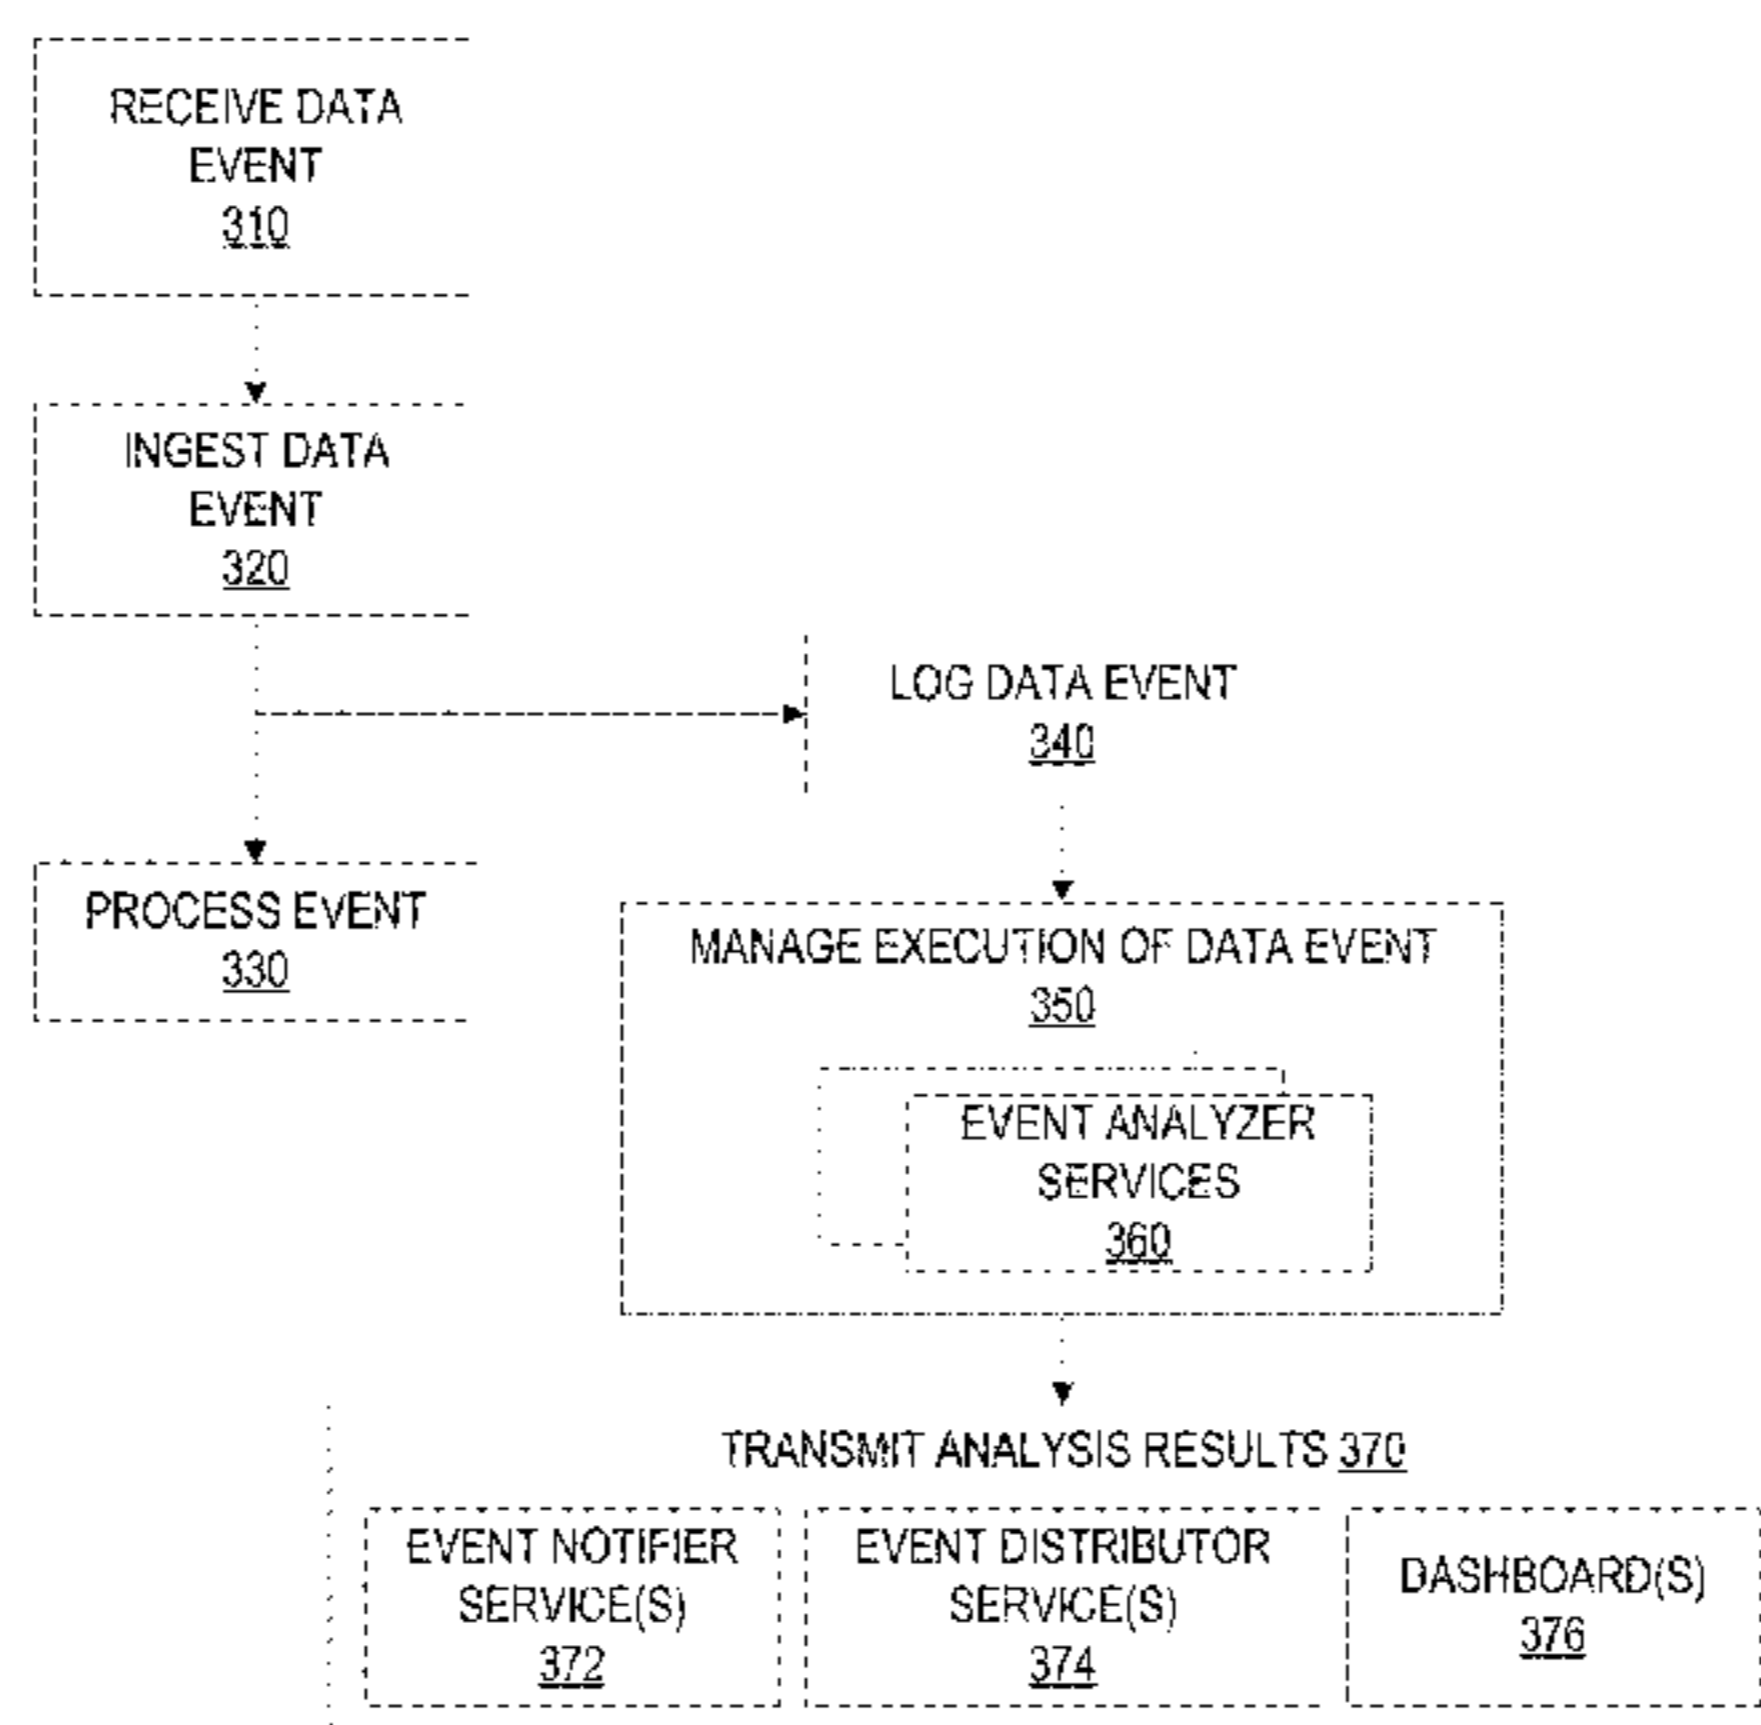 RECEIVE DATA
EVENT
310
INGEST DATA
EVENT
320
LOG DATA EVENT
340
PROCESS EVENT
330
MANAGE EXECUTION OF DATA EVENT
350
EVENT ANALYZER
SERVICES
360
TRANSMIT ANALYSIS RESULTS 370
EVENT NOTIFIER
SERVICE(S)
372
EVENT DISTRIBUTOR
SERVICE(S)
374
DASHBOARD(S)
376